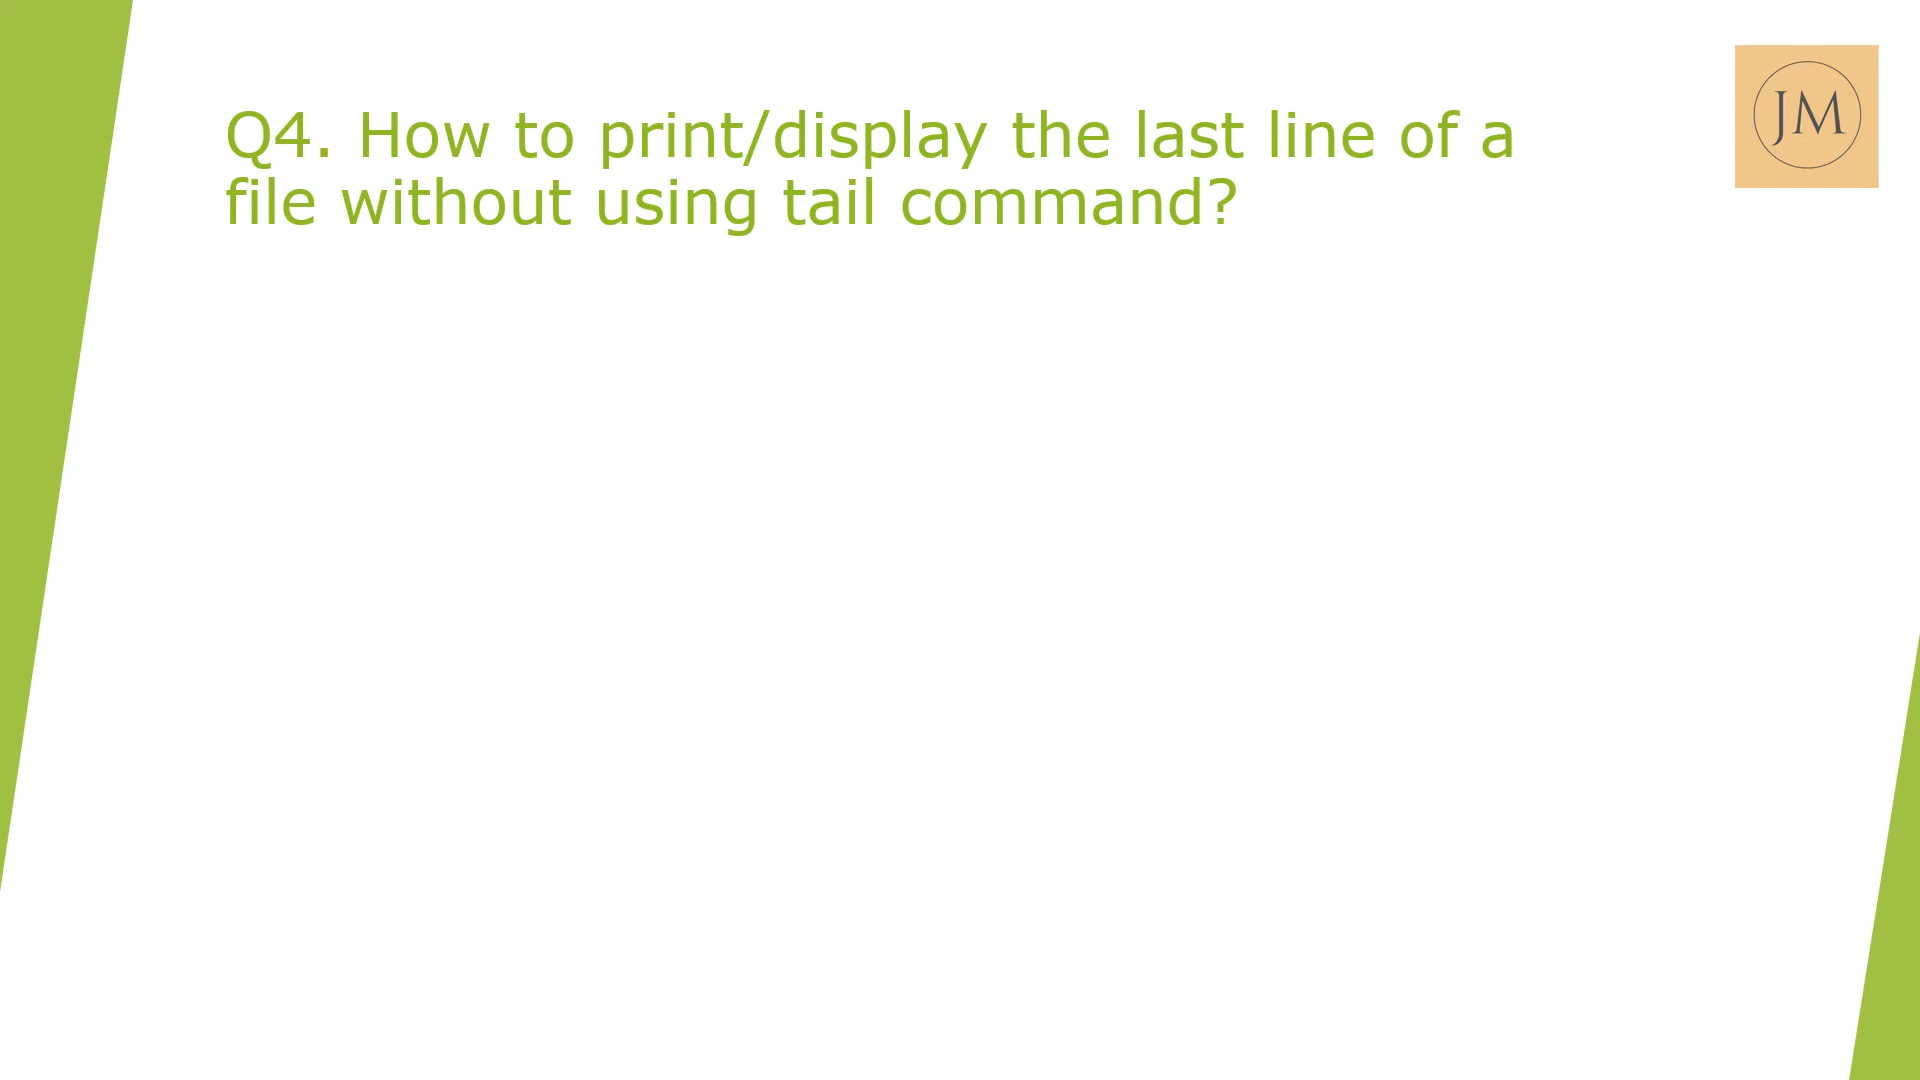 Q4. How to print/display the last line of a
file without using tail command?
JM